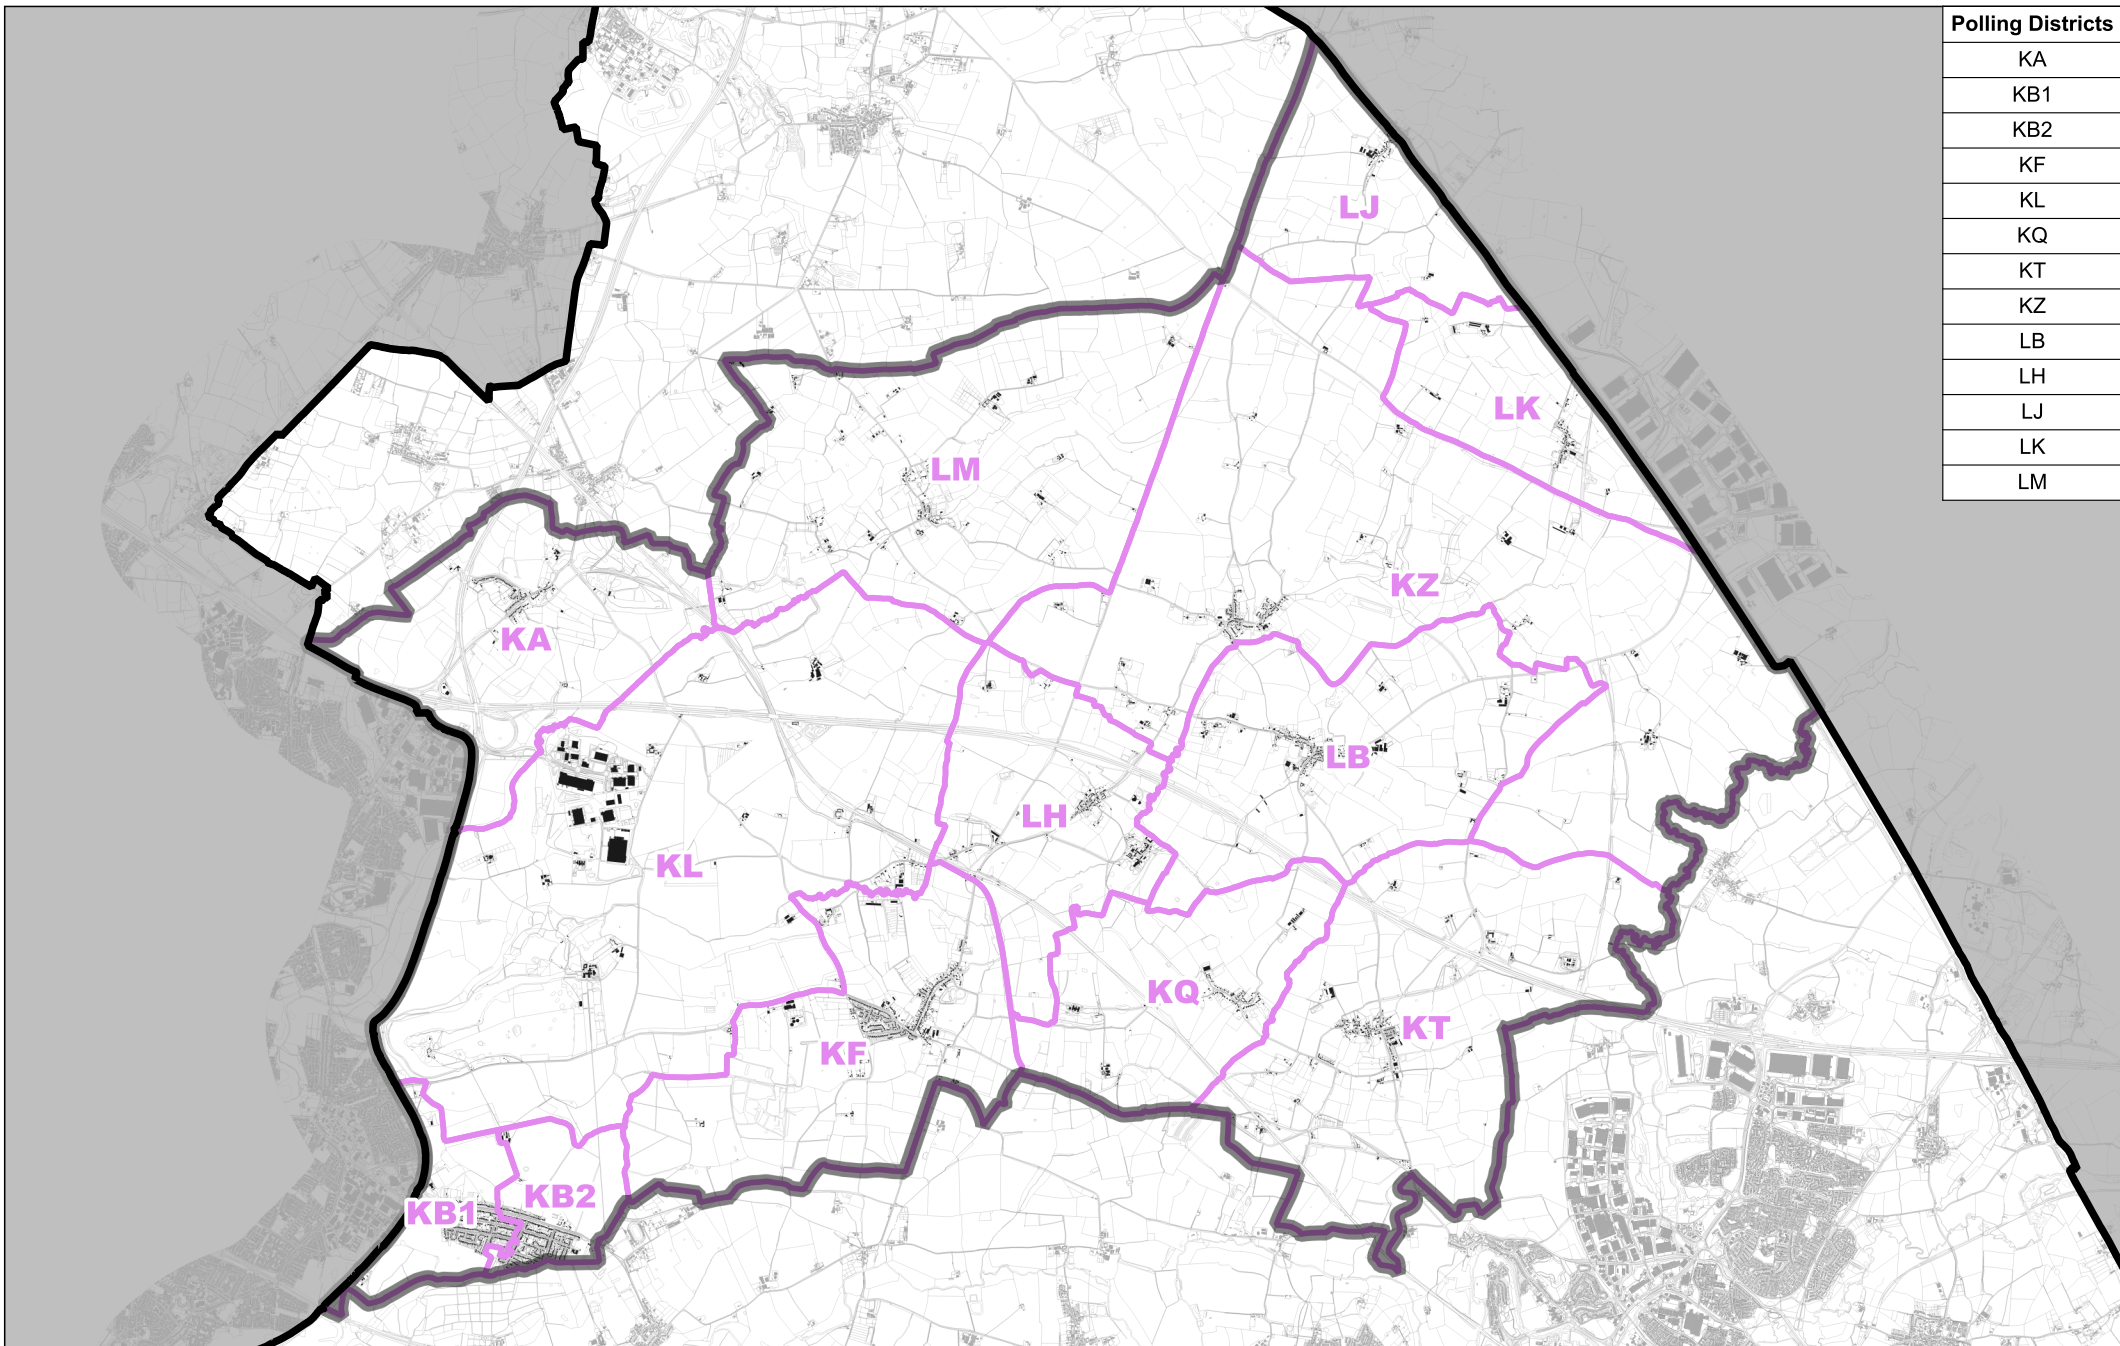 Polling Districts
KA
KB1
KB2
KF
KL
KQ
KT
KZ
LB
LH
LJ
LK
LM
LJ
LK
LM
KZ
KA
LB
LH
KL
KQ
KT
KF
KB2
KB1